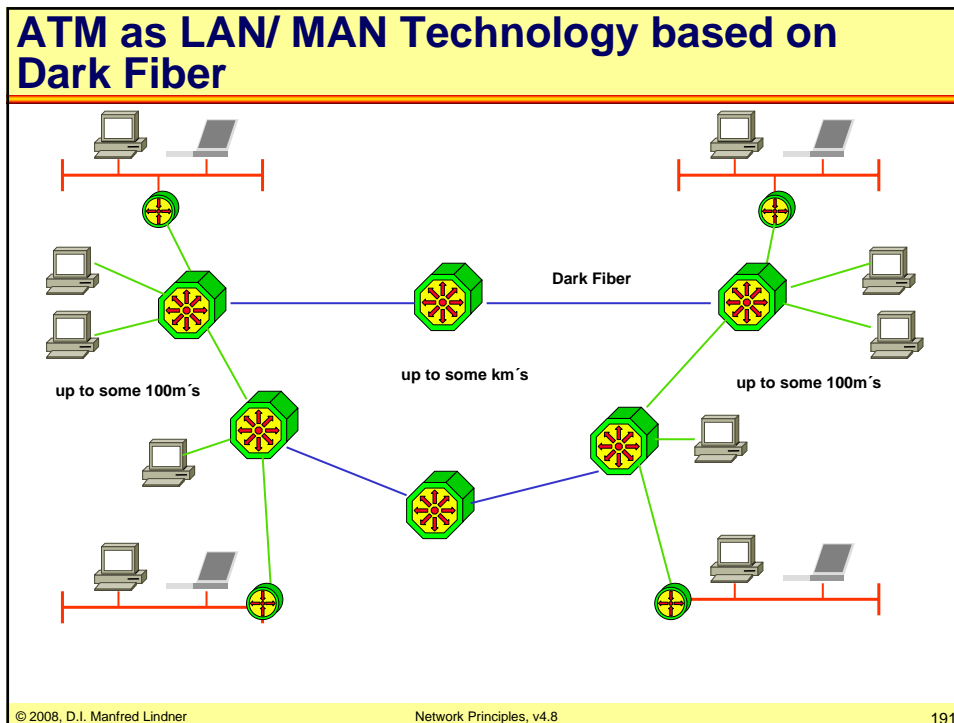 ATM as LAN/ MAN Technology based on
Dark Fiber
Dark Fiber
up to some 100m´s
up to some km´s
up to some 100m´s
© 2008, D.I. Manfred Lindner
Network Principles, v4.8
191